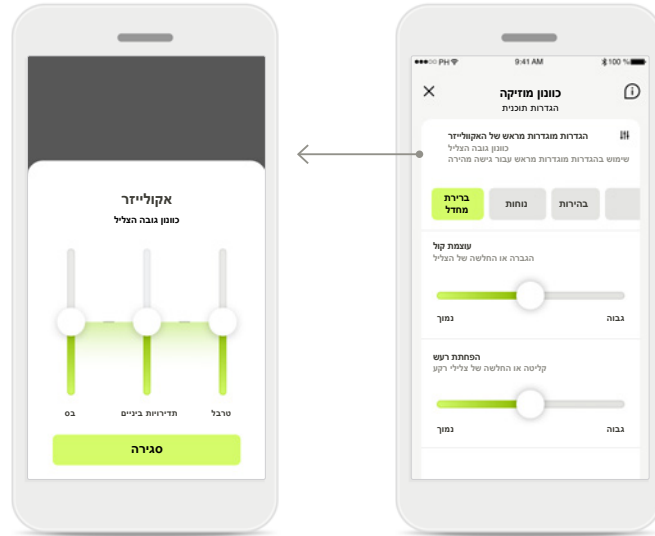 PH 9:41 AM 100 %
כוונון מוזיקה
הגדרות תוכנית
הגדרות מוגדרות מראש של האקוולייזר
כוונון גובה הצליל
שימוש בהגדרות מוגדרות מראש עבור גישה מהירה
בהירות
נוחות
ברירת
מחדל
עוצמת קול
הגברה או החלשה של הצליל
גבוה
נמוך
הפחתת רעש
קליטה או החלשה של צלילי רקע
גבוה
נמוך
אקולייזר
כוונון גובה הצליל
טרבל
תדירויות ביניים
בס
סגירה